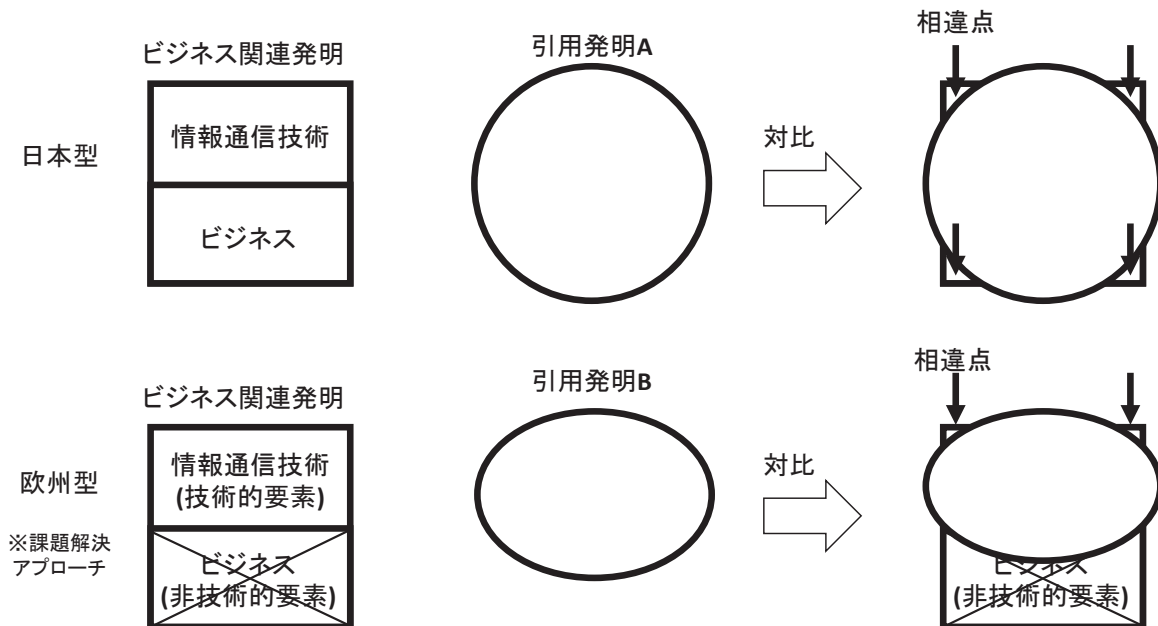 ビジネス関連発明
引用発明A
相違点
日本型
情報通信技術
ビジネス
対比
ビジネス関連発明
引用発明B
相違点
欧州型
※課題解決
アプローチ
情報通信技術
(技術的要素)
ビジネス
(非技術的要素)
対比
ビジネス
(非技術的要素)